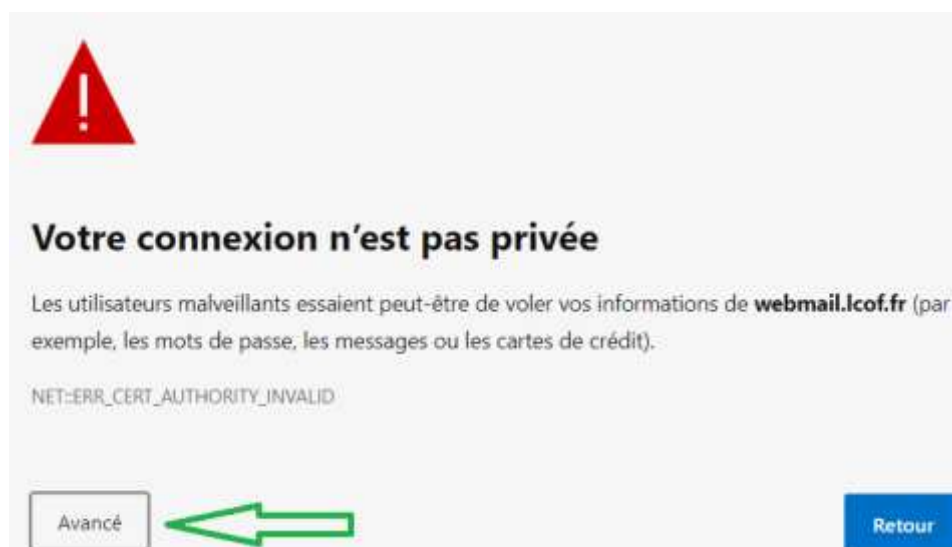 Votre connexion n'est pas privée
Les utilisateurs malveillants essaient peut-être de voler vos informations de webmail.lcof.fr (par
exemple, les mots de passe, les messages ou les cartes de crédit).
NET::ERR_CERT_AUTHORITY_INVALID
Avancé
Retour